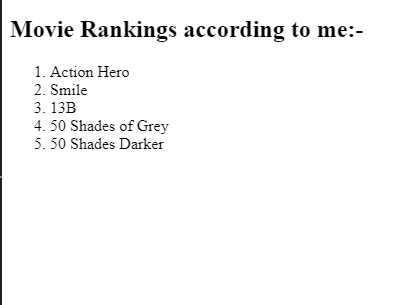 Movie Rankings according to me:-
1. Action Hero
2. Smile
3. 13B
4. 50 Shades of Grey
5. 50 Shades Darker